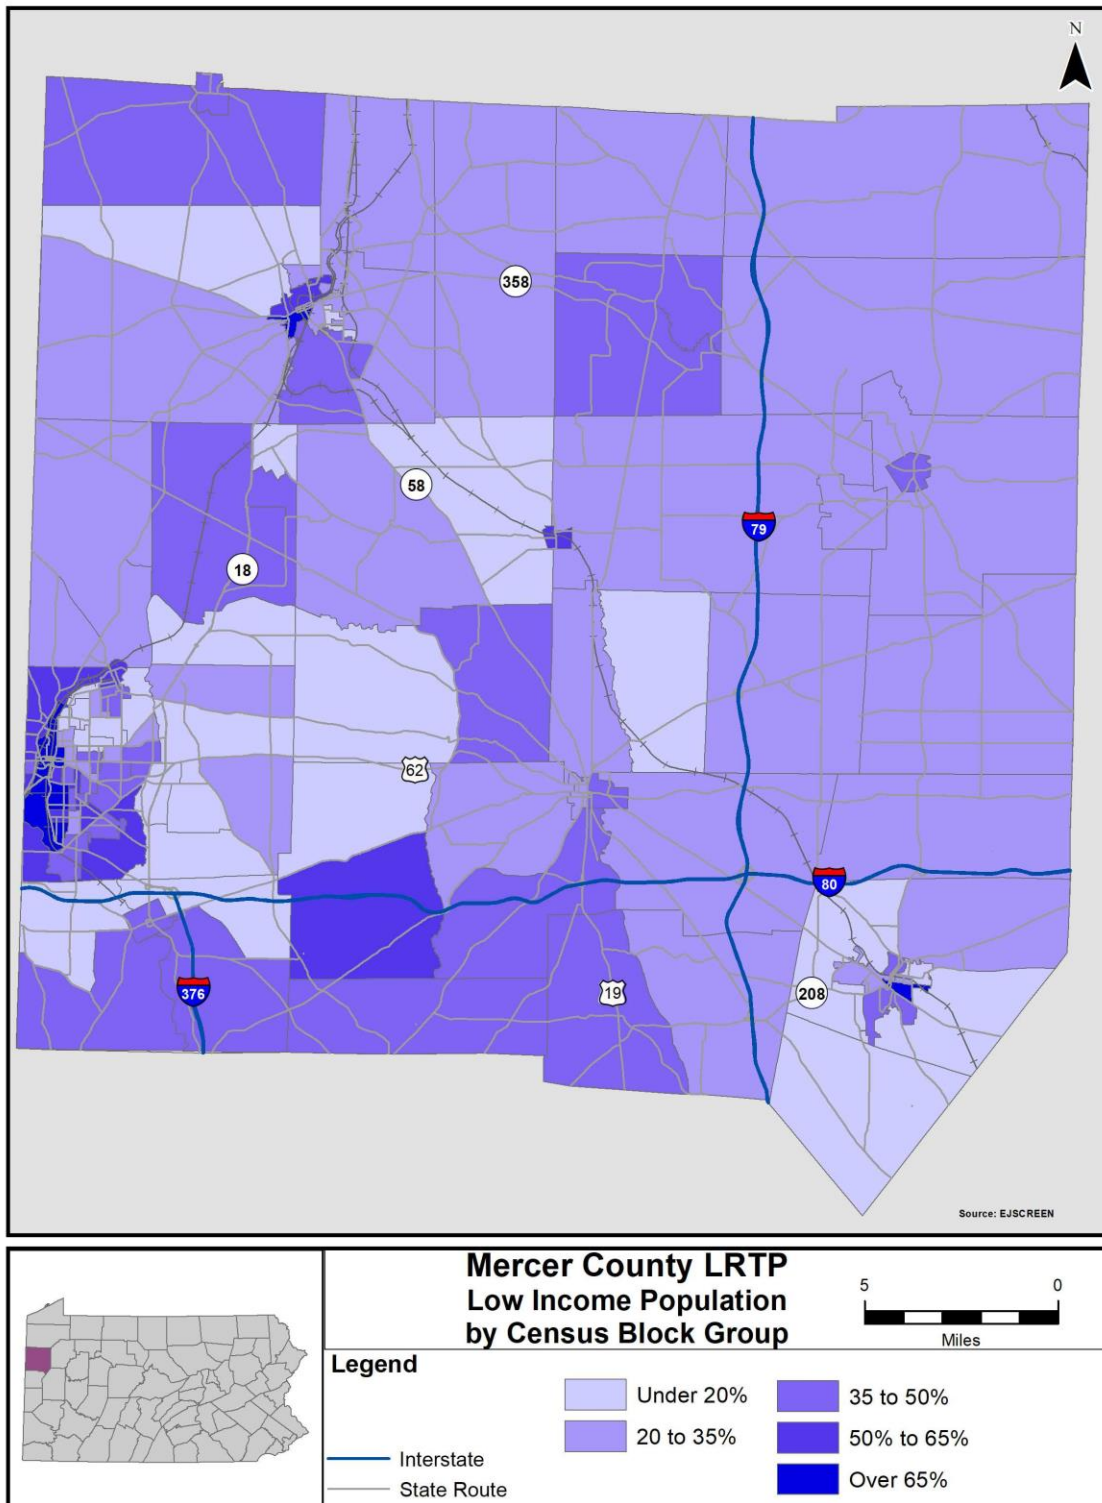 N
358
58
79
18
62
80
376
19
208
Source: EJSCREEN
Mercer County LRTP
Low Income Population
by Census Block Group
5 0
Miles
Legend
Interstate
State Route
Under 20%
20 to 35%
35 to 50%
50% to 65%
Over 65%